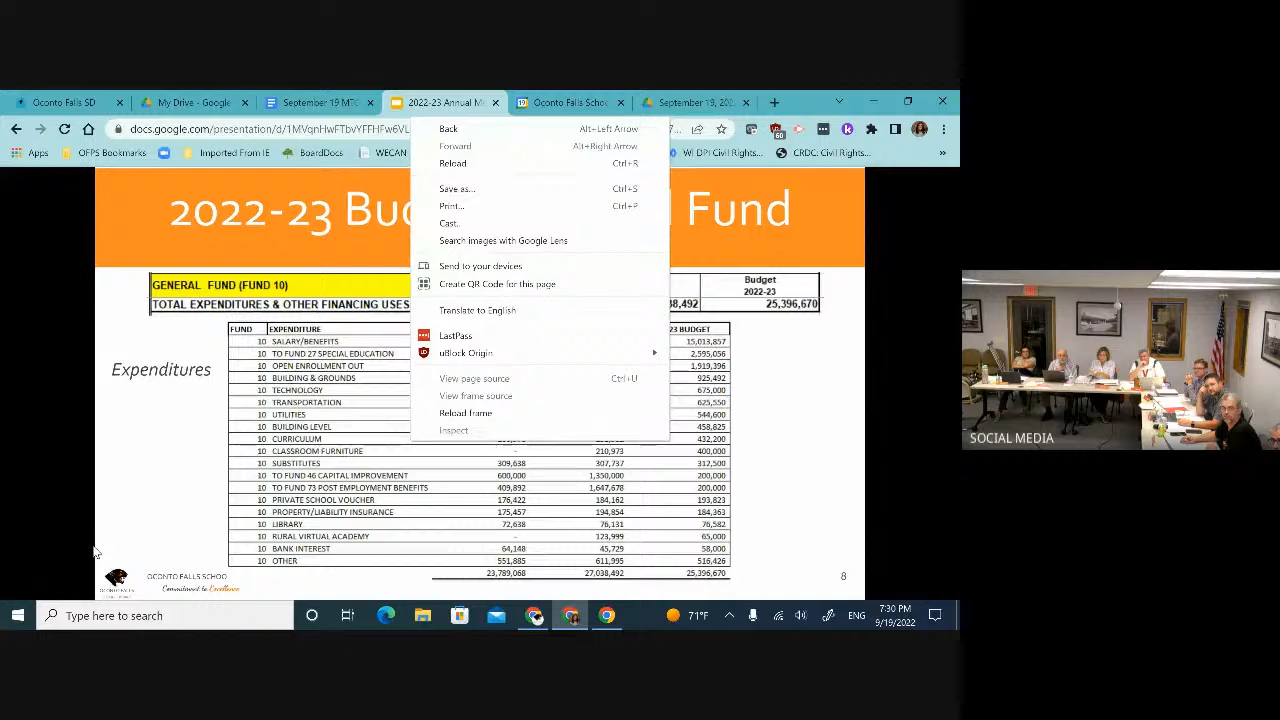 Oconto Falls SD
My Drive - Google
September 19 MTG
2022-23 Annual Me
Oconto Falls Schoo
September 19, 202
docs.google.com/presentation/d/1MVqnHwFTbvYFFHFw6VL
7...
60
Apps
OFPS Bookmarks
Imported From IE
BoardDocs
WECAN
WI DPI Civil Rights...
CRDC: Civil Rights...
»
Back Alt+Left Arrow
Forward Alt+Right Arrow
Reload Ctrl+R
Save as... Ctrl+S
Print... Ctrl+P
Cast...
Search images with Google Lens
Send to your devices
Create QR Code for this page
Translate to English
LastPass
uBlock Origin
View page source Ctrl+U
View frame source
Reload frame
Inspect
2022-23 Bud Fund
GENERAL FUND (FUND 10)
Budget
2022-23
TOTAL EXPENDITURES & OTHER FINANCING USES 38,492 25,396,670
Expenditures
FUND EXPENDITURE 23 BUDGET
10 SALARY/BENEFITS 15,013,857
10 TO FUND 27 SPECIAL EDUCATION 2,595,056
10 OPEN ENROLLMENT OUT 1,919,396
10 BUILDING & GROUNDS 925,492
10 TECHNOLOGY 675,000
10 TRANSPORTATION 625,550
10 UTILITIES 544,600
10 BUILDING LEVEL 458,825
10 CURRICULUM 432,200
10 CLASSROOM FURNITURE - 210,973 400,000
10 SUBSTITUTES 309,638 307,737 312,500
10 TO FUND 46 CAPITAL IMPROVEMENT 600,000 1,350,000 200,000
10 TO FUND 73 POST EMPLOYMENT BENEFITS 409,892 1,647,678 200,000
10 PRIVATE SCHOOL VOUCHER 176,422 184,162 193,823
10 PROPERTY/LIABILITY INSURANCE 175,457 194,854 184,363
10 LIBRARY 72,638 76,131 76,582
10 RURAL VIRTUAL ACADEMY - 123,999 65,000
10 BANK INTEREST 64,148 45,729 58,000
10 OTHER 551,885 611,995 516,426
23,789,068 27,038,492 25,396,670
OCONTO FALLS SCHOO
Commitment to Excellence
8
SOCIAL MEDIA
Type here to search
71°F
ENG
7:30 PM
9/19/2022